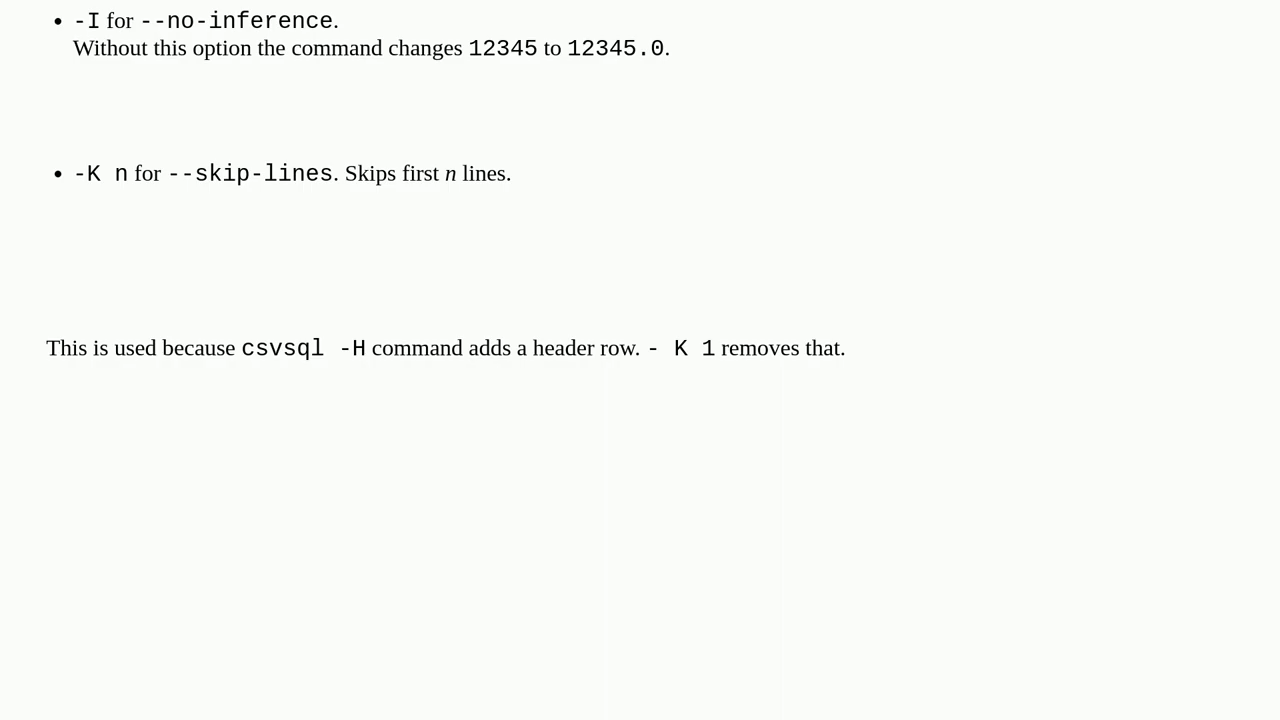 • -I for --no-inference.
Without this option the command changes 12345 to 12345.0.
• -K n for --skip-lines. Skips first n lines.
This is used because csvsql -H command adds a header row. - K 1 removes that.